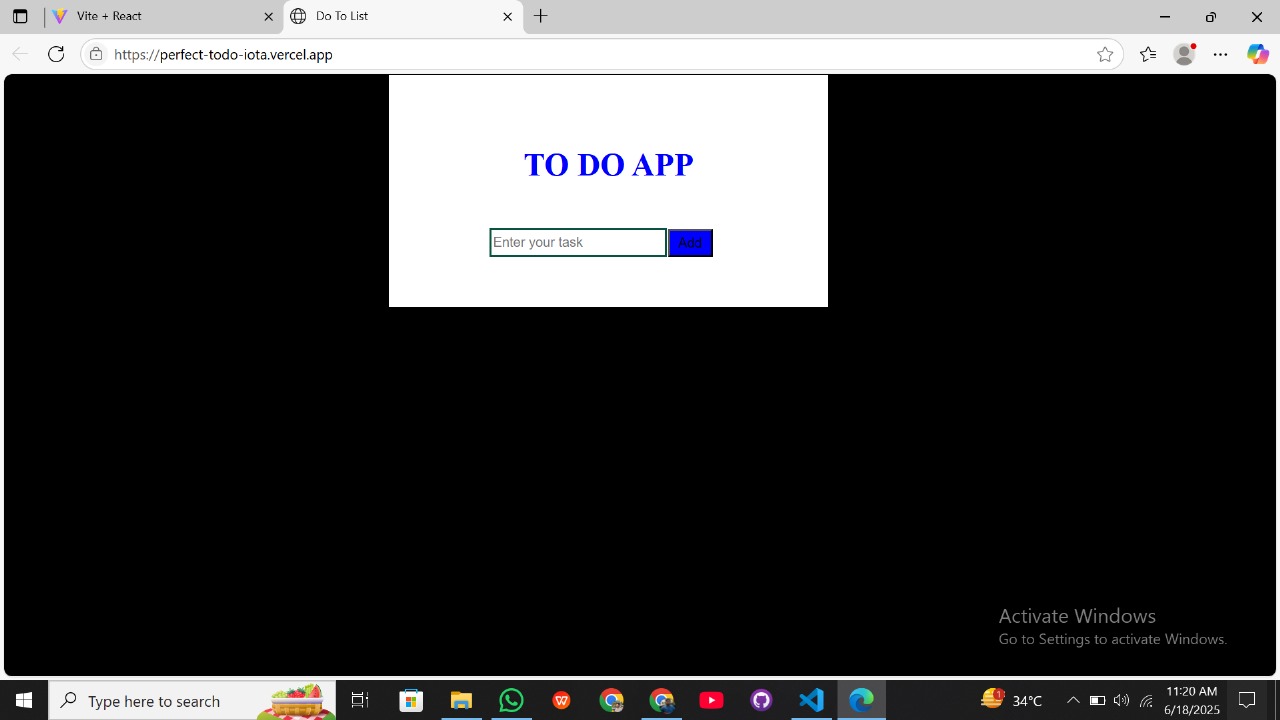 Vite + React
Do To List
https://perfect-todo-iota.vercel.app
TO DO APP
Enter your task
Add
Activate Windows
Go to Settings to activate Windows.
Type here to search
W
1
34°C
11:20 AM
6/18/2025